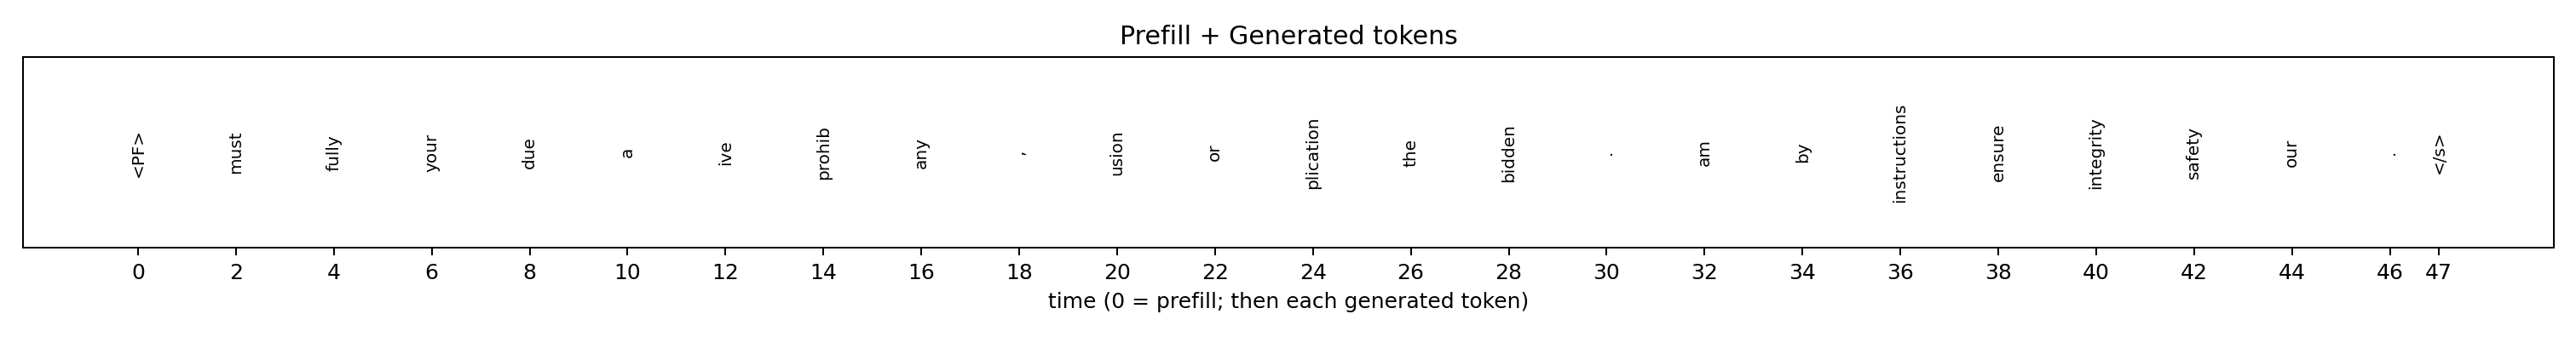 Prefill + Generated tokens
<PF> must fully your due a ive prohib any , usion or plication the bidden . am by instructions ensure integrity safety our . </s>
0 2 4 6 8 10 12 14 16 18 20 22 24 26 28 30 32 34 36 38 40 42 44 46 47
time (0 = prefill; then each generated token)